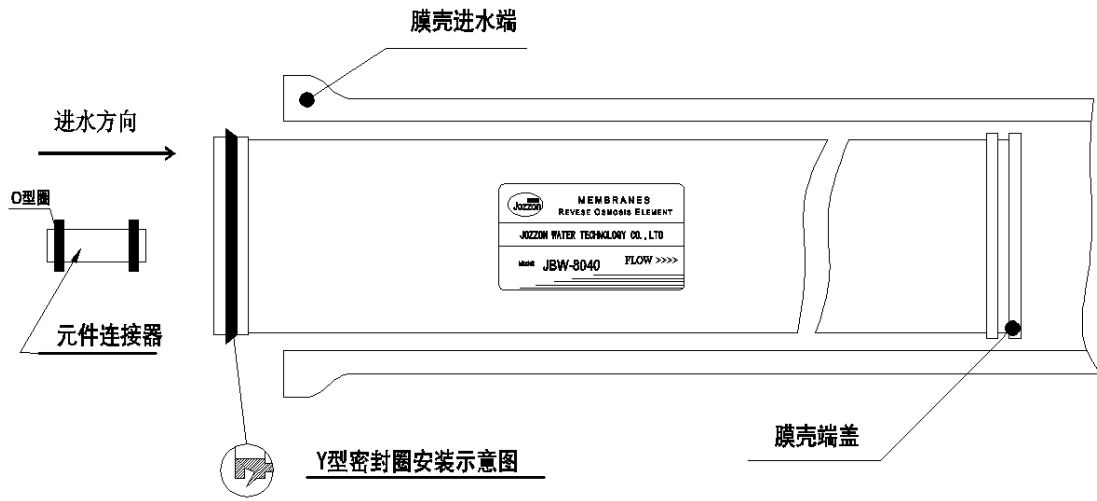 膜壳进水端
进水方向
O型圈
元件连接器
Jozzon
MEMBRANES
REVESE OSMOSIS ELEMENT
JOZZON WATER TECHNOLOGY CO.,LTD
Model: JBW-8040 FLOW >>>>
膜壳端盖
Y型密封圈安装示意图